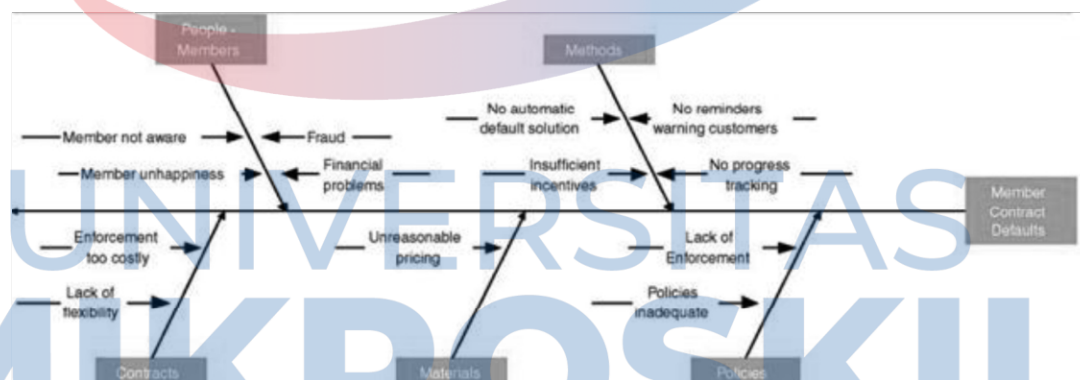 People -
Members
Methods
No automatic
default solution
No reminders
warning customers
Member not aware
Fraud
Member unhappiness
Financial
problems
Insufficient
incentives
No progress
tracking
Member
Contract
Defaults
UNIVERSITAS
Enforcement
too costly
Unreasonable
pricing
Lack of
Enforcement
Lack of
flexibility
Policies
inadequate
MIKROSKIL
Contracts
Materials
Policies